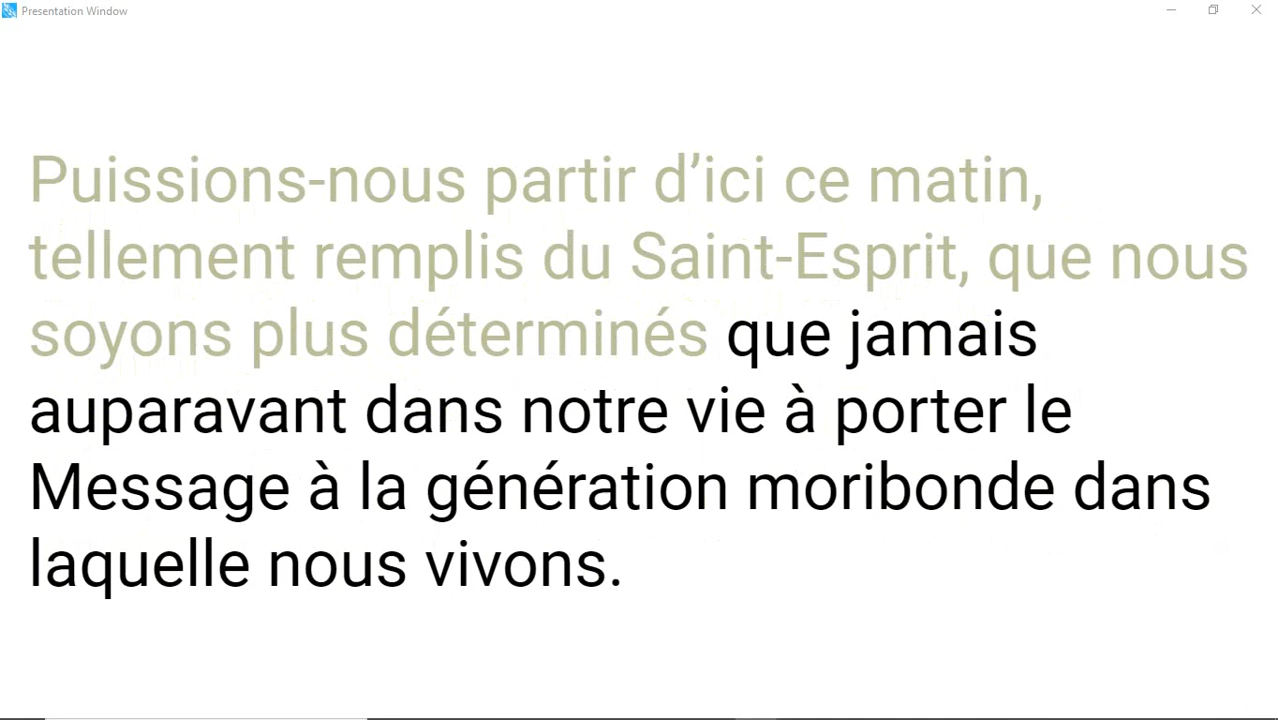 Presentation Window
Puissions-nous partir d’ici ce matin,
tellement remplis du Saint-Esprit, que nous
soyons plus déterminés que jamais
auparavant dans notre vie à porter le
Message à la génération moribonde dans
laquelle nous vivons.